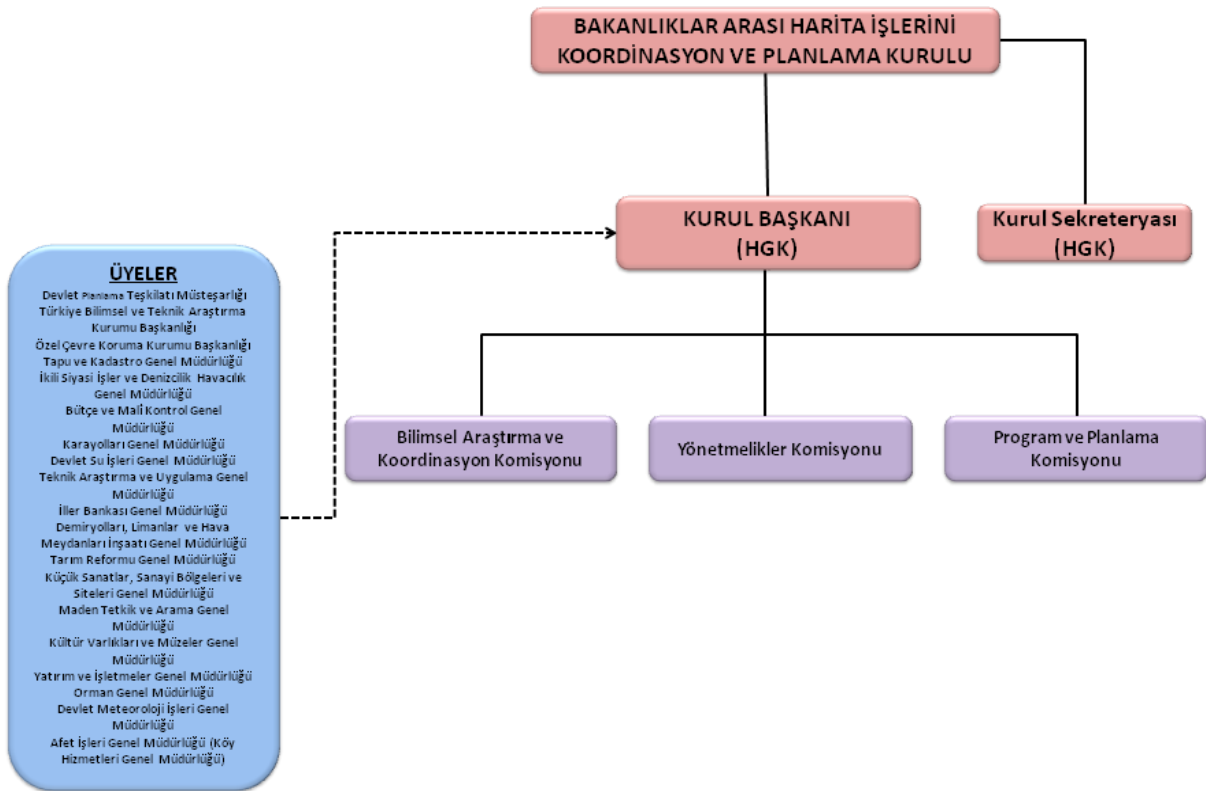 BAKANLIKLAR ARASI HARİTA İŞLERİNİ
KOORDİNASYON VE PLANLAMA KURULU
KURUL BAŞKANI
(HGK)
Kurul Sekreteryası
(HGK)
ÜYELER
Devlet Planlama Teşkilatı Müsteşarlığı
Türkiye Bilimsel ve Teknik Araştırma
Kurumu Başkanlığı
Özel Çevre Koruma Kurumu Başkanlığı
Tapu ve Kadastro Genel Müdürlüğü
İkili Siyasi İşler ve Denizcilik Havacılık
Genel Müdürlüğü
Bütçe ve Malî Kontrol Genel
Müdürlüğü
Karayolları Genel Müdürlüğü
Devlet Su İşleri Genel Müdürlüğü
Teknik Araştırma ve Uygulama Genel
Müdürlüğü
İller Bankası Genel Müdürlüğü
Demiryolları, Limanlar ve Hava
Meydanları İnşaatı Genel Müdürlüğü
Tarım Reformu Genel Müdürlüğü
Küçük Sanatlar, Sanayi Bölgeleri ve
Siteleri Genel Müdürlüğü
Maden Tetkik ve Arama Genel
Müdürlüğü
Kültür Varlıkları ve Müzeler Genel
Müdürlüğü
Yatırım ve İşletmeler Genel Müdürlüğü
Orman Genel Müdürlüğü
Devlet Meteoroloji İşleri Genel
Müdürlüğü
Afet İşleri Genel Müdürlüğü (Köy
Hizmetleri Genel Müdürlüğü)
Bilimsel Araştırma ve
Koordinasyon Komisyonu
Yönetmelikler Komisyonu
Program ve Planlama
Komisyonu